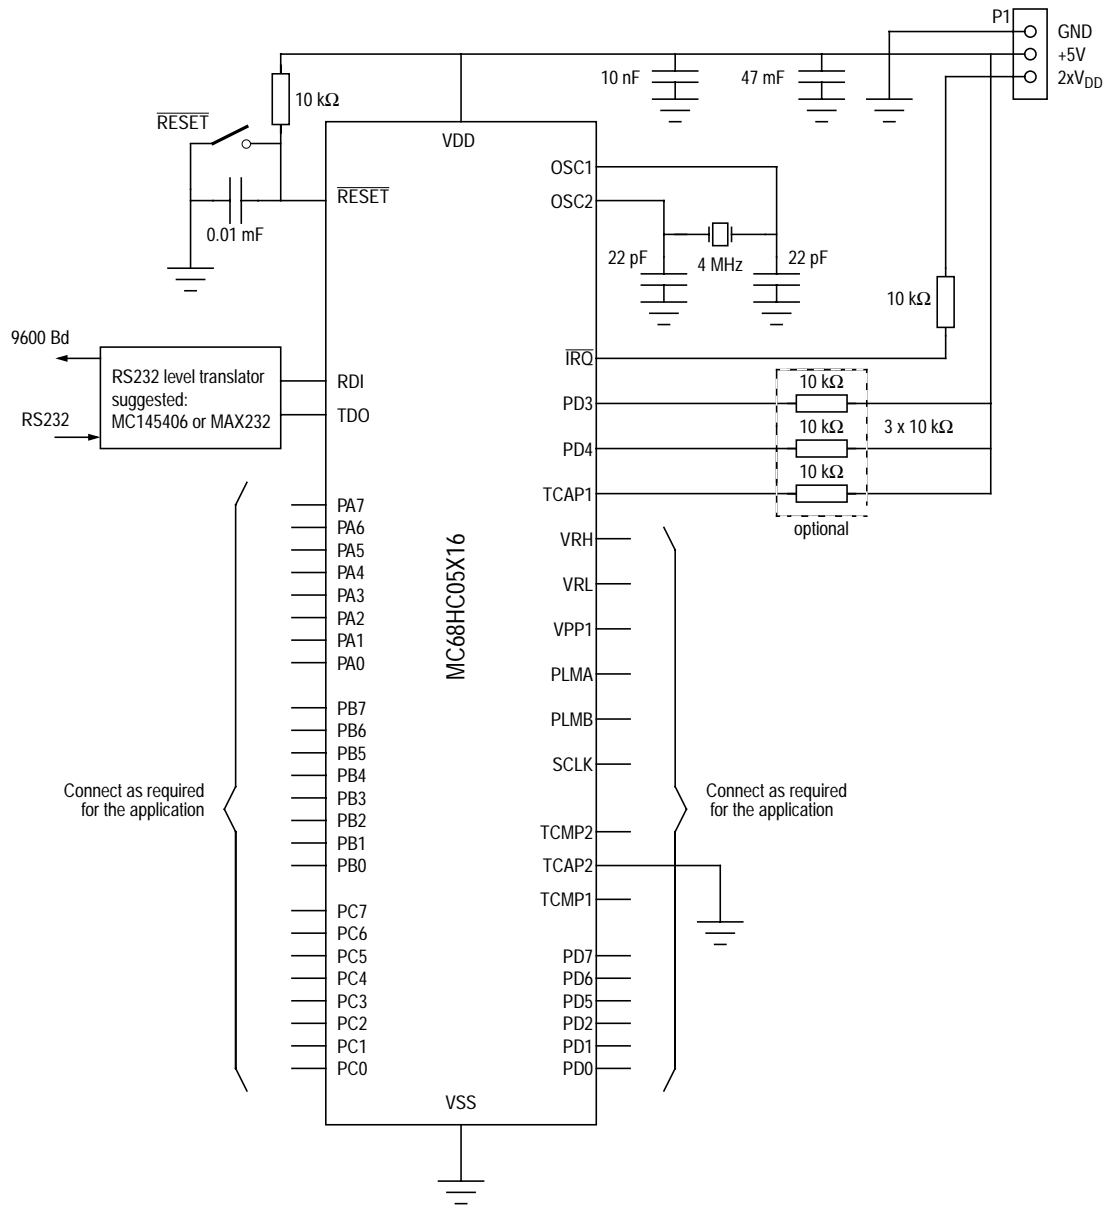 P1
GND
+5V
2xVDD
10 nF
47 mF
10 kΩ
RESET
VDD
OSC1
OSC2
RESET
0.01 mF
22 pF
4 MHz
22 pF
10 kΩ
9600 Bd
RS232 level translator
suggested:
MC145406 or MAX232
RS232
RDI
TDO
IRQ
10 kΩ
PD3
10 kΩ
3 x 10 kΩ
PD4
10 kΩ
TCAP1
optional
MC68HC05X16
PA7
PA6
PA5
PA4
PA3
PA2
PA1
PA0
PB7
PB6
PB5
PB4
PB3
PB2
PB1
PB0
PC7
PC6
PC5
PC4
PC3
PC2
PC1
PC0
Connect as required
for the application
VRH
VRL
VPP1
PLMA
PLMB
SCLK
TCMP2
TCAP2
TCMP1
PD7
PD6
PD5
PD2
PD1
PD0
Connect as required
for the application
VSS